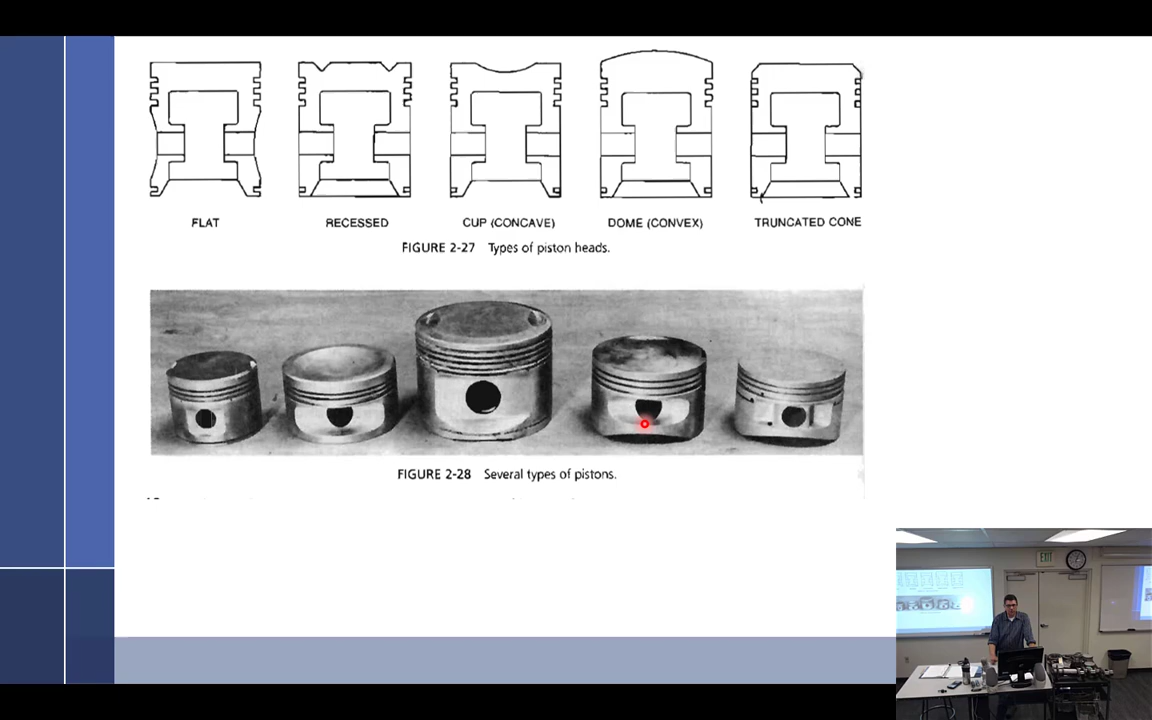 FLAT
RECESSED
CUP (CONCAVE)
DOME (CONVEX)
TRUNCATED CONE
FIGURE 2-27 Types of piston heads.
FIGURE 2-28 Several types of pistons.
EXIT